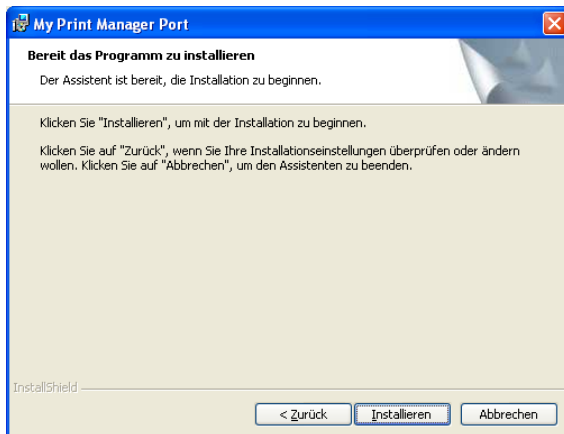 My Print Manager Port
Bereit das Programm zu installieren
Der Assistent ist bereit, die Installation zu beginnen.
Klicken Sie "Installieren", um mit der Installation zu beginnen.
Klicken Sie auf "Zurück", wenn Sie Ihre Installationseinstellungen überprüfen oder ändern
wollen. Klicken Sie auf "Abbrechen", um den Assistenten zu beenden.
InstallShield
< Zurück
Installieren
Abbrechen